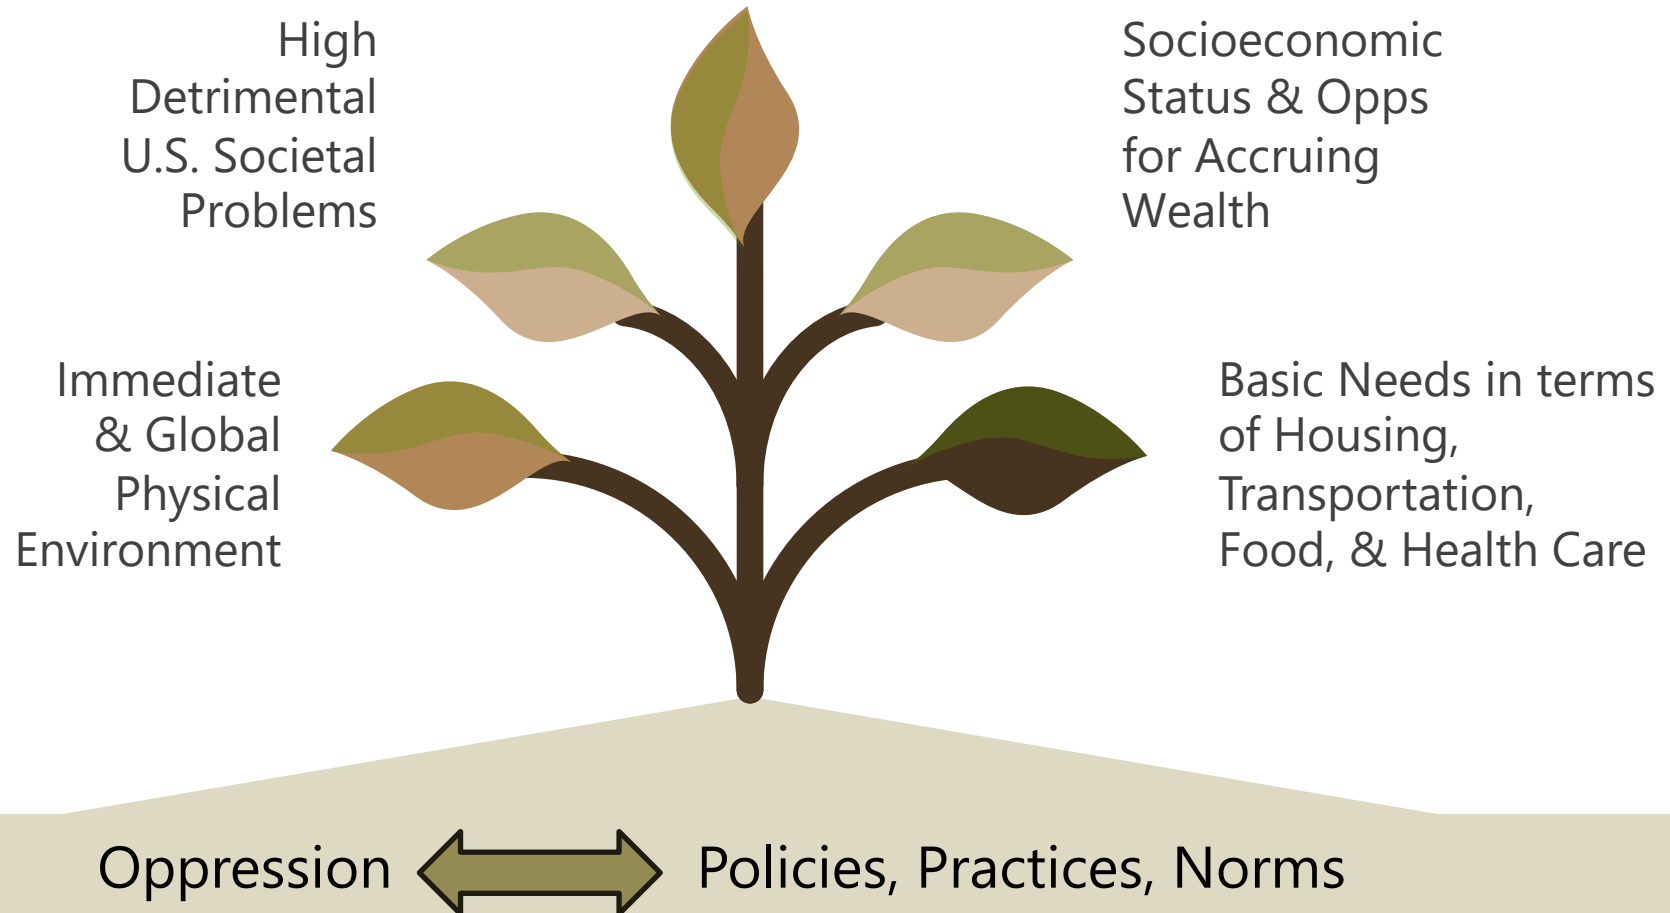 High
Detrimental
U.S. Societal
Problems
Socioeconomic
Status & Opps
for Accruing
Wealth
Immediate
& Global
Physical
Environment
Basic Needs in terms
of Housing,
Transportation,
Food, & Health Care
Oppression
Policies, Practices, Norms